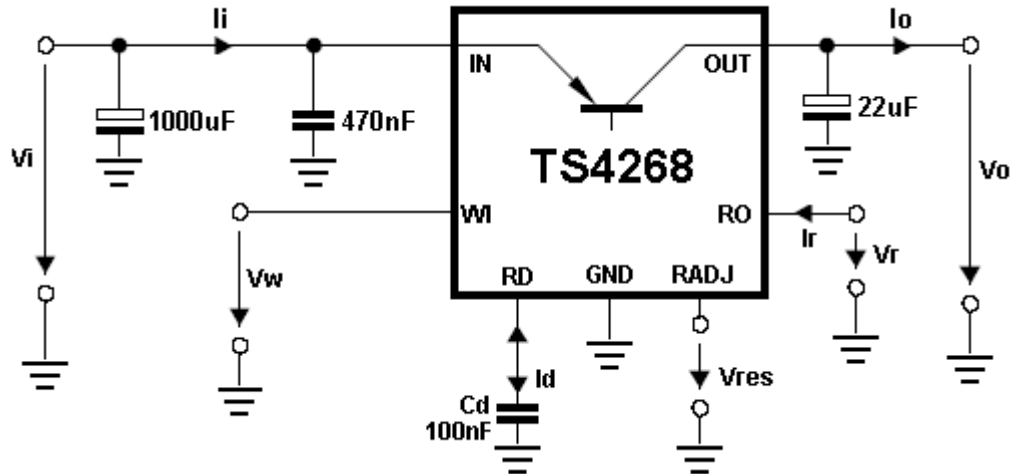 Ii
Io
IN
OUT
1000uF
470nF
22uF
Vi
TS4268
Vo
WI
RO
Ir
Vr
Vw
RD
GND
RADJ
Id
Vres
Cd
100nF